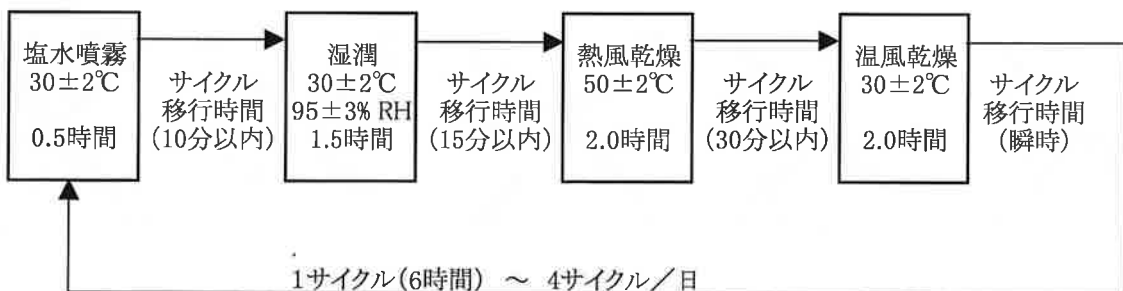 塩水噴霧
30±2℃
0.5時間
サイクル
移行時間
(10分以内)
湿潤
30±2℃
95±3% RH
1.5時間
サイクル
移行時間
(15分以内)
熱風乾燥
50±2℃
2.0時間
サイクル
移行時間
(30分以内)
温風乾燥
30±2℃
2.0時間
サイクル
移行時間
(瞬時)
1サイクル(6時間) ～ 4サイクル／日